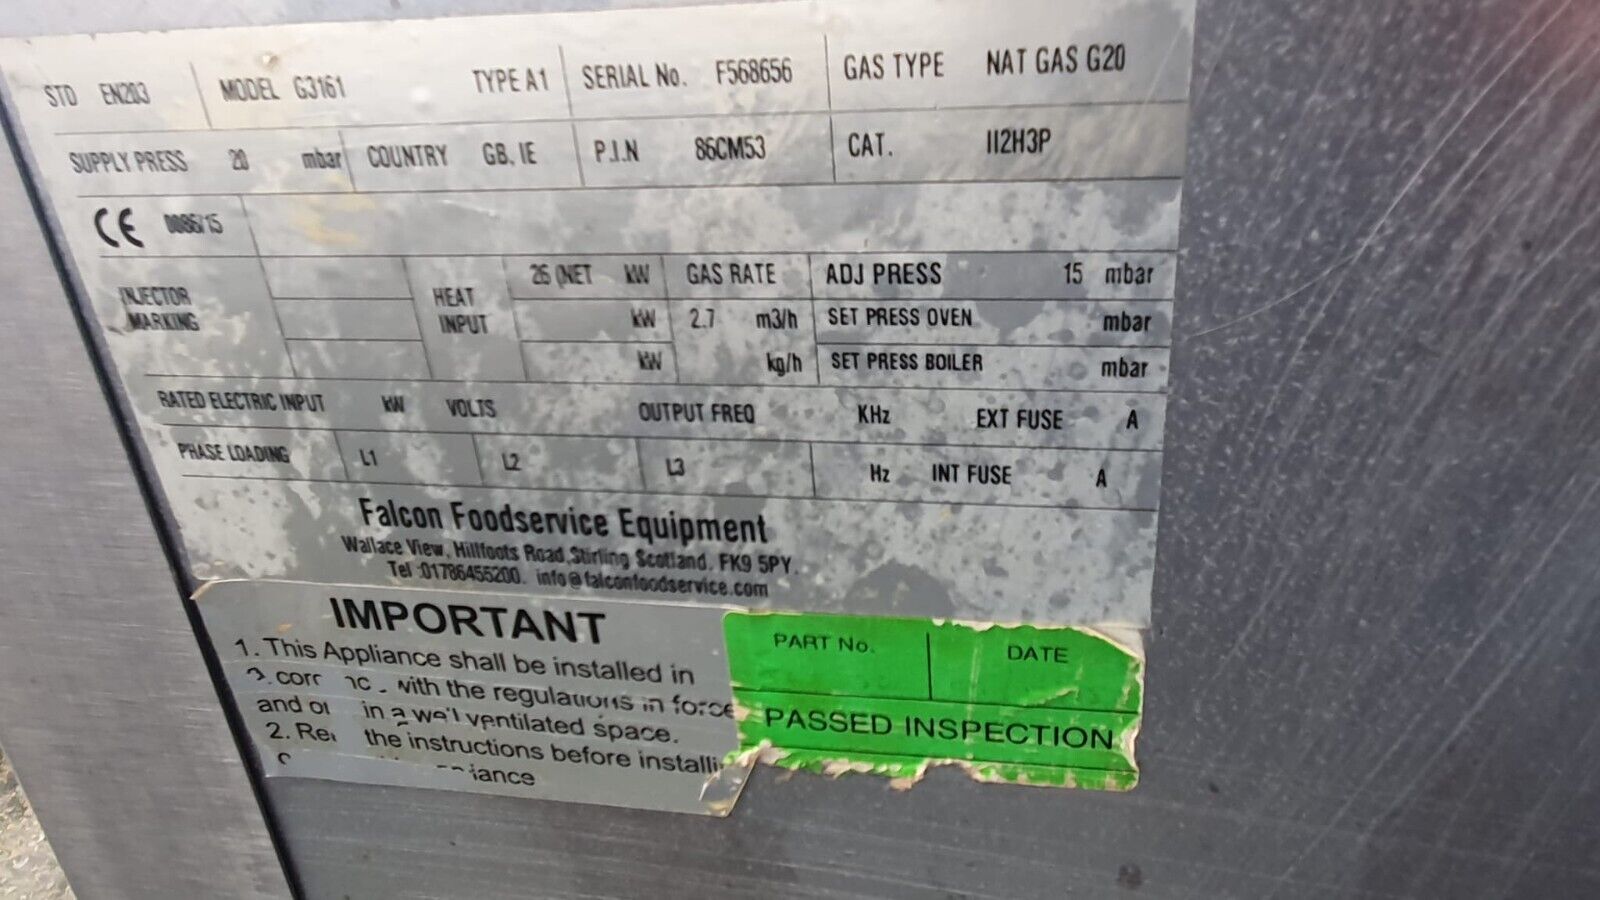 STD EN203 MODEL G3161 TYPE A1 SERIAL No. F568656 GAS TYPE NAT GAS G20
SUPPLY PRESS 20 mbar COUNTRY GB, IE P.I.N 86CM53 CAT. II2H3P
CE 0086/15
INJECTOR MARKING
HEAT INPUT
26 (NET kW
kW
kW
GAS RATE
2.7 m3/h
kg/h
ADJ PRESS 15 mbar
SET PRESS OVEN mbar
SET PRESS BOILER mbar
RATED ELECTRIC INPUT kW VOLTS OUTPUT FREQ KHz EXT FUSE A
PHASE LOADING L1 L2 L3 Hz INT FUSE A
Falcon Foodservice Equipment
Wallace View, Hillfoots Road,Stirling Scotland, FK9 5PY.
Tel :01786455200. info@falconfoodservice.com
IMPORTANT
1. This Appliance shall be installed in
with the regulations in force
and in a well ventilated space.
2. the instructions before
PART No. DATE
PASSED INSPECTION